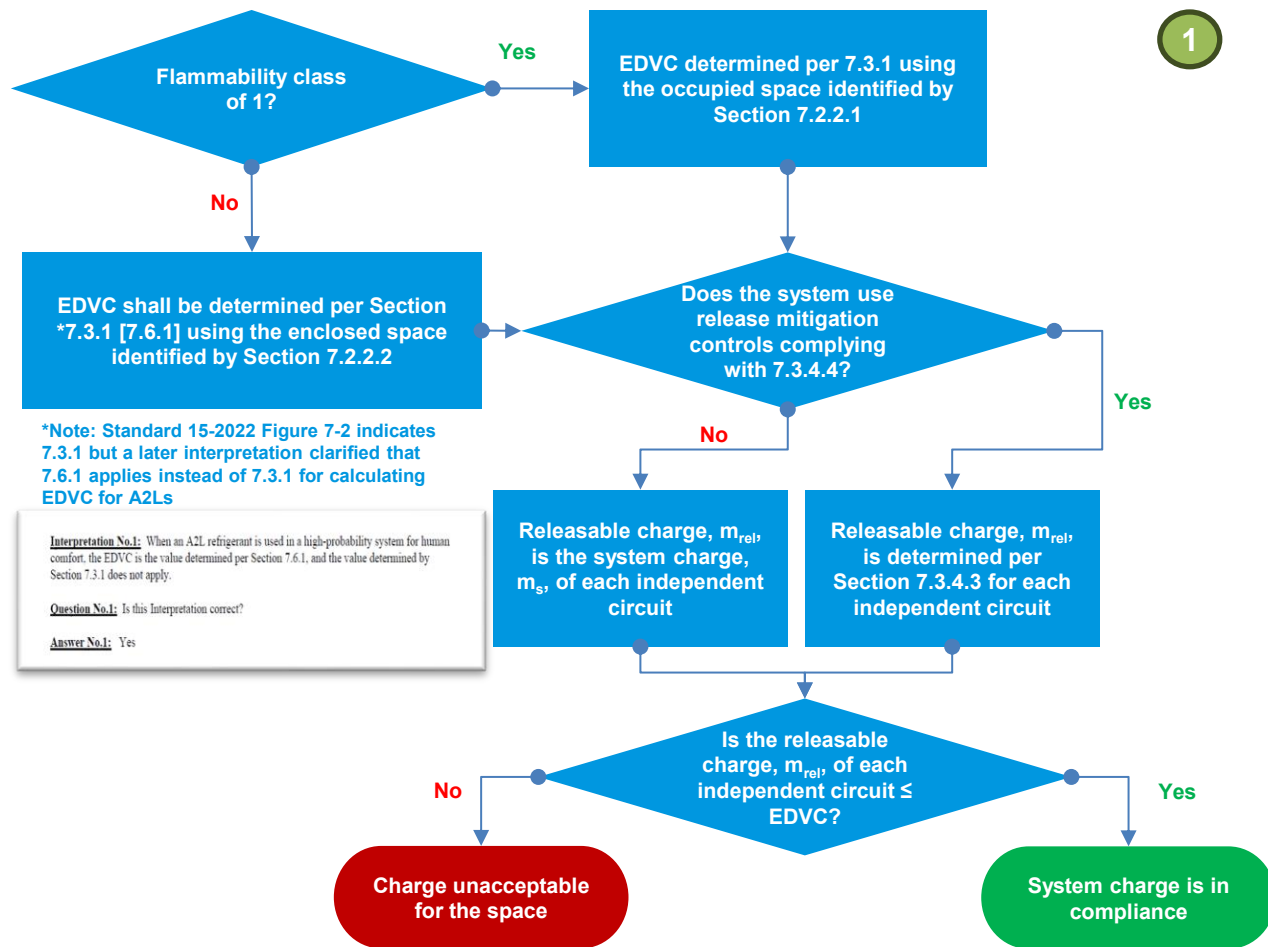 1
Flammability class
of 1?
Yes
EDVC determined per 7.3.1 using
the occupied space identified by
Section 7.2.2.1
No
EDVC shall be determined per Section
*7.3.1 [7.6.1] using the enclosed space
identified by Section 7.2.2.2
Does the system use
release mitigation
controls complying
with 7.3.4.4?
*Note: Standard 15-2022 Figure 7-2 indicates
7.3.1 but a later interpretation clarified that
7.6.1 applies instead of 7.3.1 for calculating
EDVC for A2Ls
No
Yes
Interpretation No.1: When an A2L refrigerant is used in a high-probability system for human
comfort, the EDVC is the value determined per Section 7.6.1, and the value determined by
Section 7.3.1 does not apply.
Question No.1: Is this Interpretation correct?
Answer No.1: Yes
Releasable charge, mrel,
is the system charge,
ms, of each independent
circuit
Releasable charge, mrel,
is determined per
Section 7.3.4.3 for each
independent circuit
Is the releasable
charge, mrel, of each
independent circuit ≤
EDVC?
No
Yes
Charge unacceptable
for the space
System charge is in
compliance